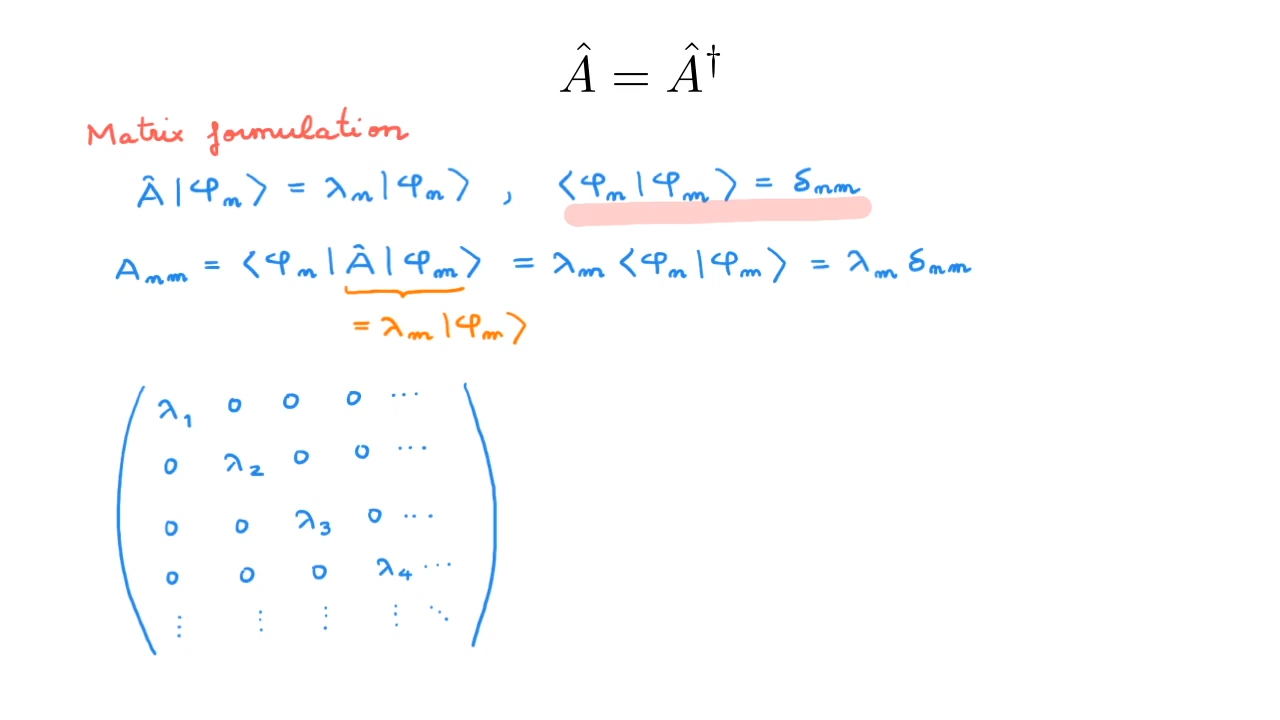 Â = Â†
Matrix formulation
Â|φₙ⟩ = λₙ|φₙ⟩ , ⟨φₙ|φₘ⟩ = δₙₘ
Aₙₘ = ⟨φₙ|Â|φₘ⟩ = λₘ⟨φₙ|φₘ⟩ = λₘ δₙₘ
= λₘ|φₘ⟩
λ₁ 0 0 0 ⋯
0 λ₂ 0 0 ⋯
0 0 λ₃ 0 ⋯
0 0 0 λ₄ ⋯
⋮ ⋮ ⋮ ⋮ ⋱